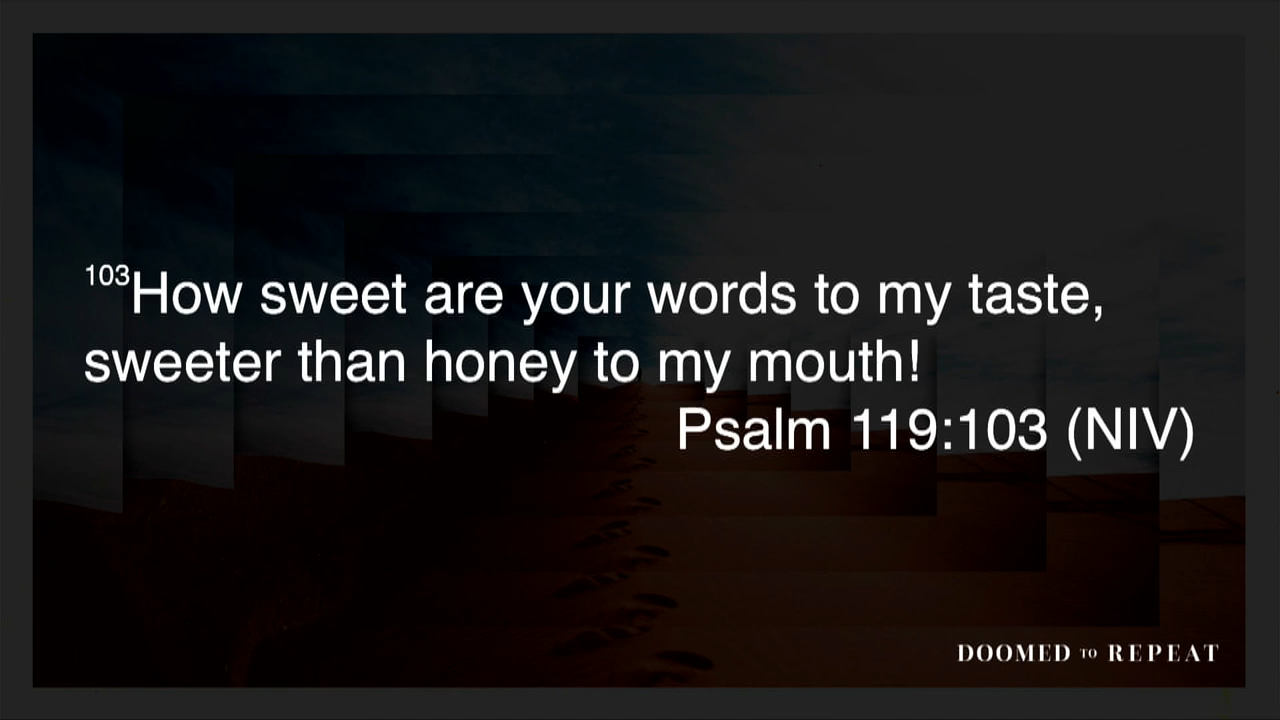 103How sweet are your words to my taste,
sweeter than honey to my mouth!
Psalm 119:103 (NIV)
DOOMED TO REPEAT